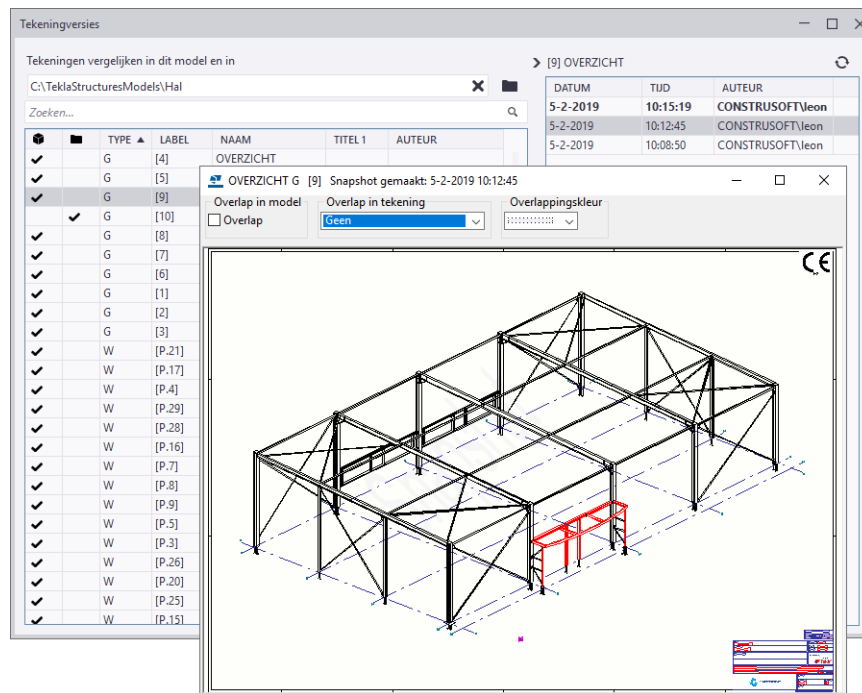 Tekeningversies
Tekeningen vergelijken in dit model en in
C:\TeklaStructuresModels\Hal
Zoeken...
TYPE LABEL NAAM TITEL 1 AUTEUR
G [4] OVERZICHT
G [5]
G [9]
G [10]
G [8]
G [7]
G [6]
G [1]
G [2]
G [3]
W [P.21]
W [P.17]
W [P.4]
W [P.29]
W [P.28]
W [P.16]
W [P.7]
W [P.8]
W [P.9]
W [P.5]
W [P.3]
W [P.26]
W [P.20]
W [P.25]
W [P.15]
[9] OVERZICHT
DATUM TIJD AUTEUR
5-2-2019 10:15:19 CONSTRUSOFT\leon
5-2-2019 10:12:45 CONSTRUSOFT\leon
5-2-2019 10:08:50 CONSTRUSOFT\leon
OVERZICHT G [9] Snapshot gemaakt: 5-2-2019 10:12:45
Overlap in model Overlap in tekening Overlappingskleur
Overlap Geen
CE